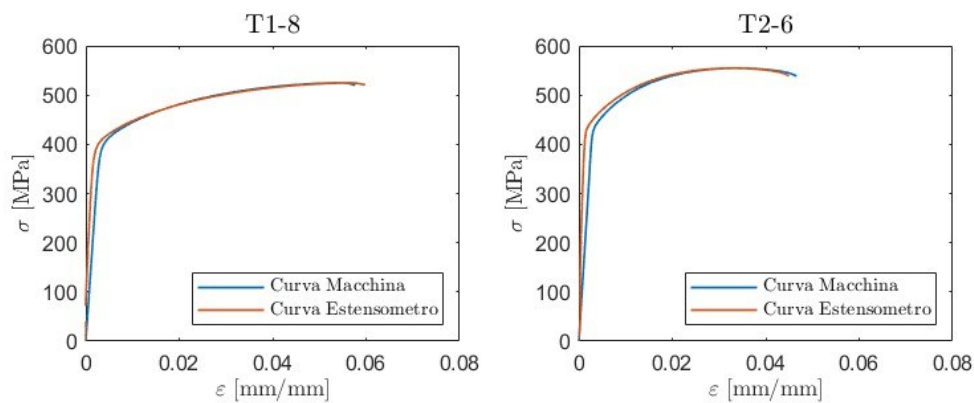 T1-8
600
500
400
300
200
100
0
σ [MPa]
Curva Macchina
Curva Estensometro
0
0.02
0.04
0.06
0.08
ε [mm/mm]
T2-6
600
500
400
300
200
100
0
σ [MPa]
Curva Macchina
Curva Estensometro
0
0.02
0.04
0.06
0.08
ε [mm/mm]